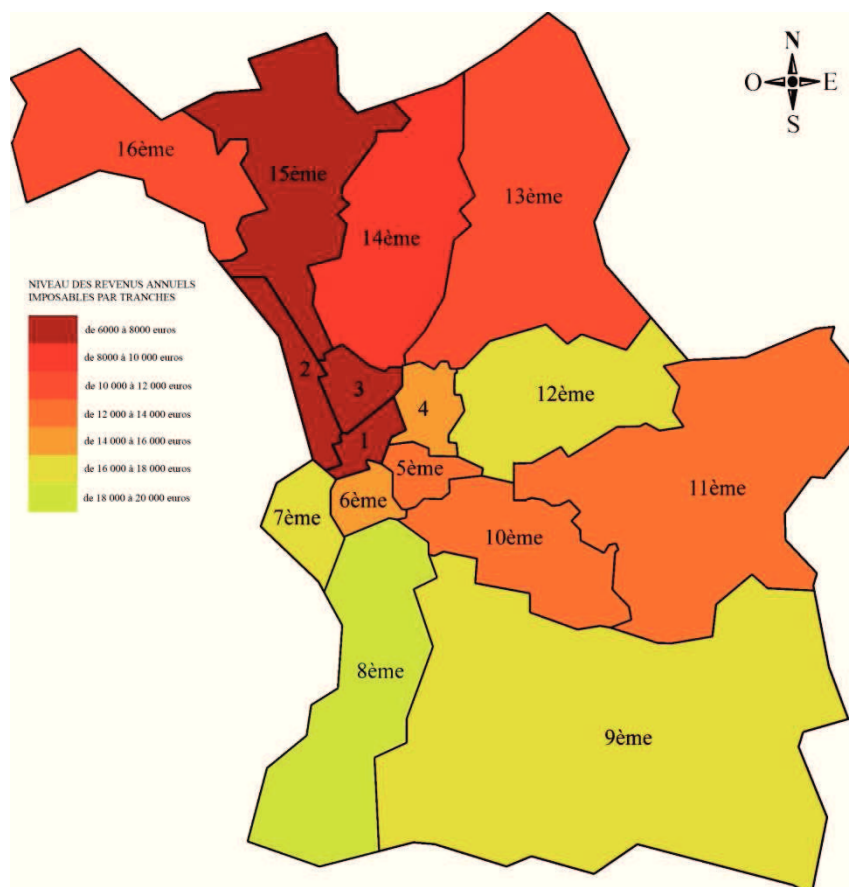 N
O E
S
16ème
15ème
14ème
13ème
NIVEAU DES REVENUS ANNUELS
IMPOSABLES PAR TRANCHES
de 6000 à 8000 euros
de 8000 à 10 000 euros
de 10 000 à 12 000 euros
de 12 000 à 14 000 euros
de 14 000 à 16 000 euros
de 16 000 à 18 000 euros
de 18 000 à 20 000 euros
2
3
4
12ème
1
5ème
11ème
6ème
7ème
10ème
8ème
9ème